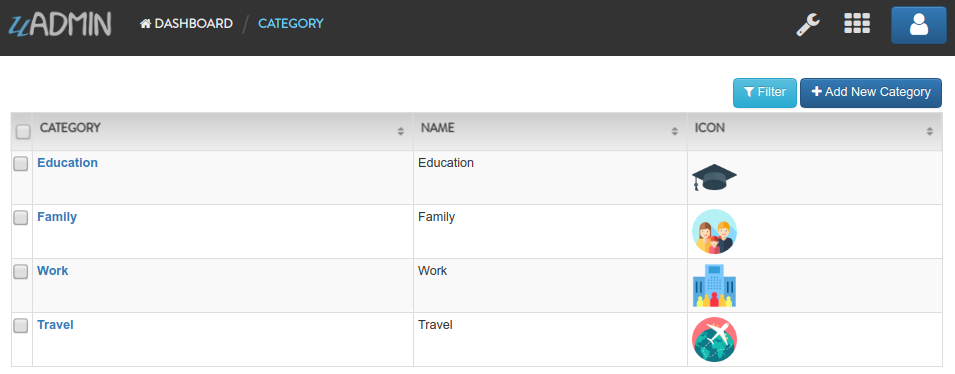 uADMIN DASHBOARD / CATEGORY
Filter + Add New Category
CATEGORY NAME ICON
Education Education
Family Family
Work Work
Travel Travel